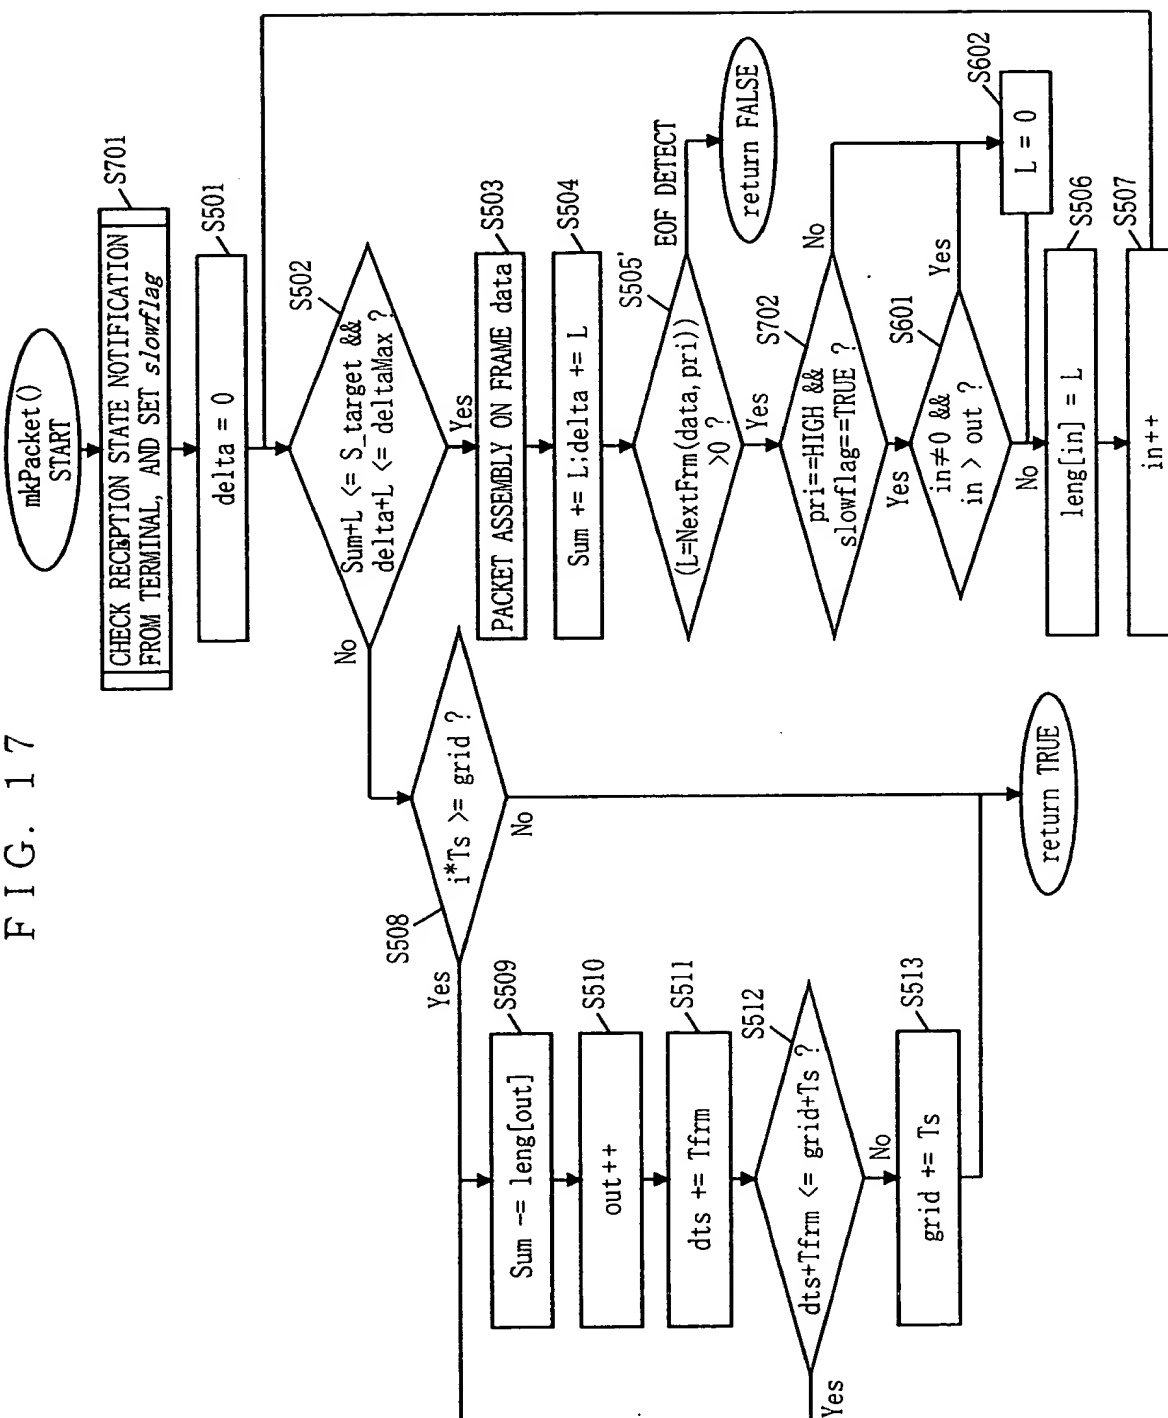 FIG. 17
mkPacket()
START
CHECK RECEPTION STATE NOTIFICATION
FROM TERMINAL, AND SET slowflag
S701
delta = 0
S501
Sum+L <= S_target &&
delta+L <= deltaMax ?
S502
Yes
No
PACKET ASSEMBLY ON FRAME data
S503
Sum += L;delta += L
S504
(L=NextFrm(data, pri))
>0 ?
S505'
EOF DETECT
return FALSE
Yes
pri==HIGH &&
slowflag==TRUE ?
S702
No
Yes
in≠0 &&
in > out ?
S601
Yes
No
L = 0
S602
leng[in] = L
S506
in++
S507
i*Ts >= grid ?
S508
Yes
No
Sum -= leng[out]
S509
out++
S510
dts += Tfrm
S511
dts+Tfrm <= grid+Ts ?
S512
Yes
No
grid += Ts
S513
return TRUE